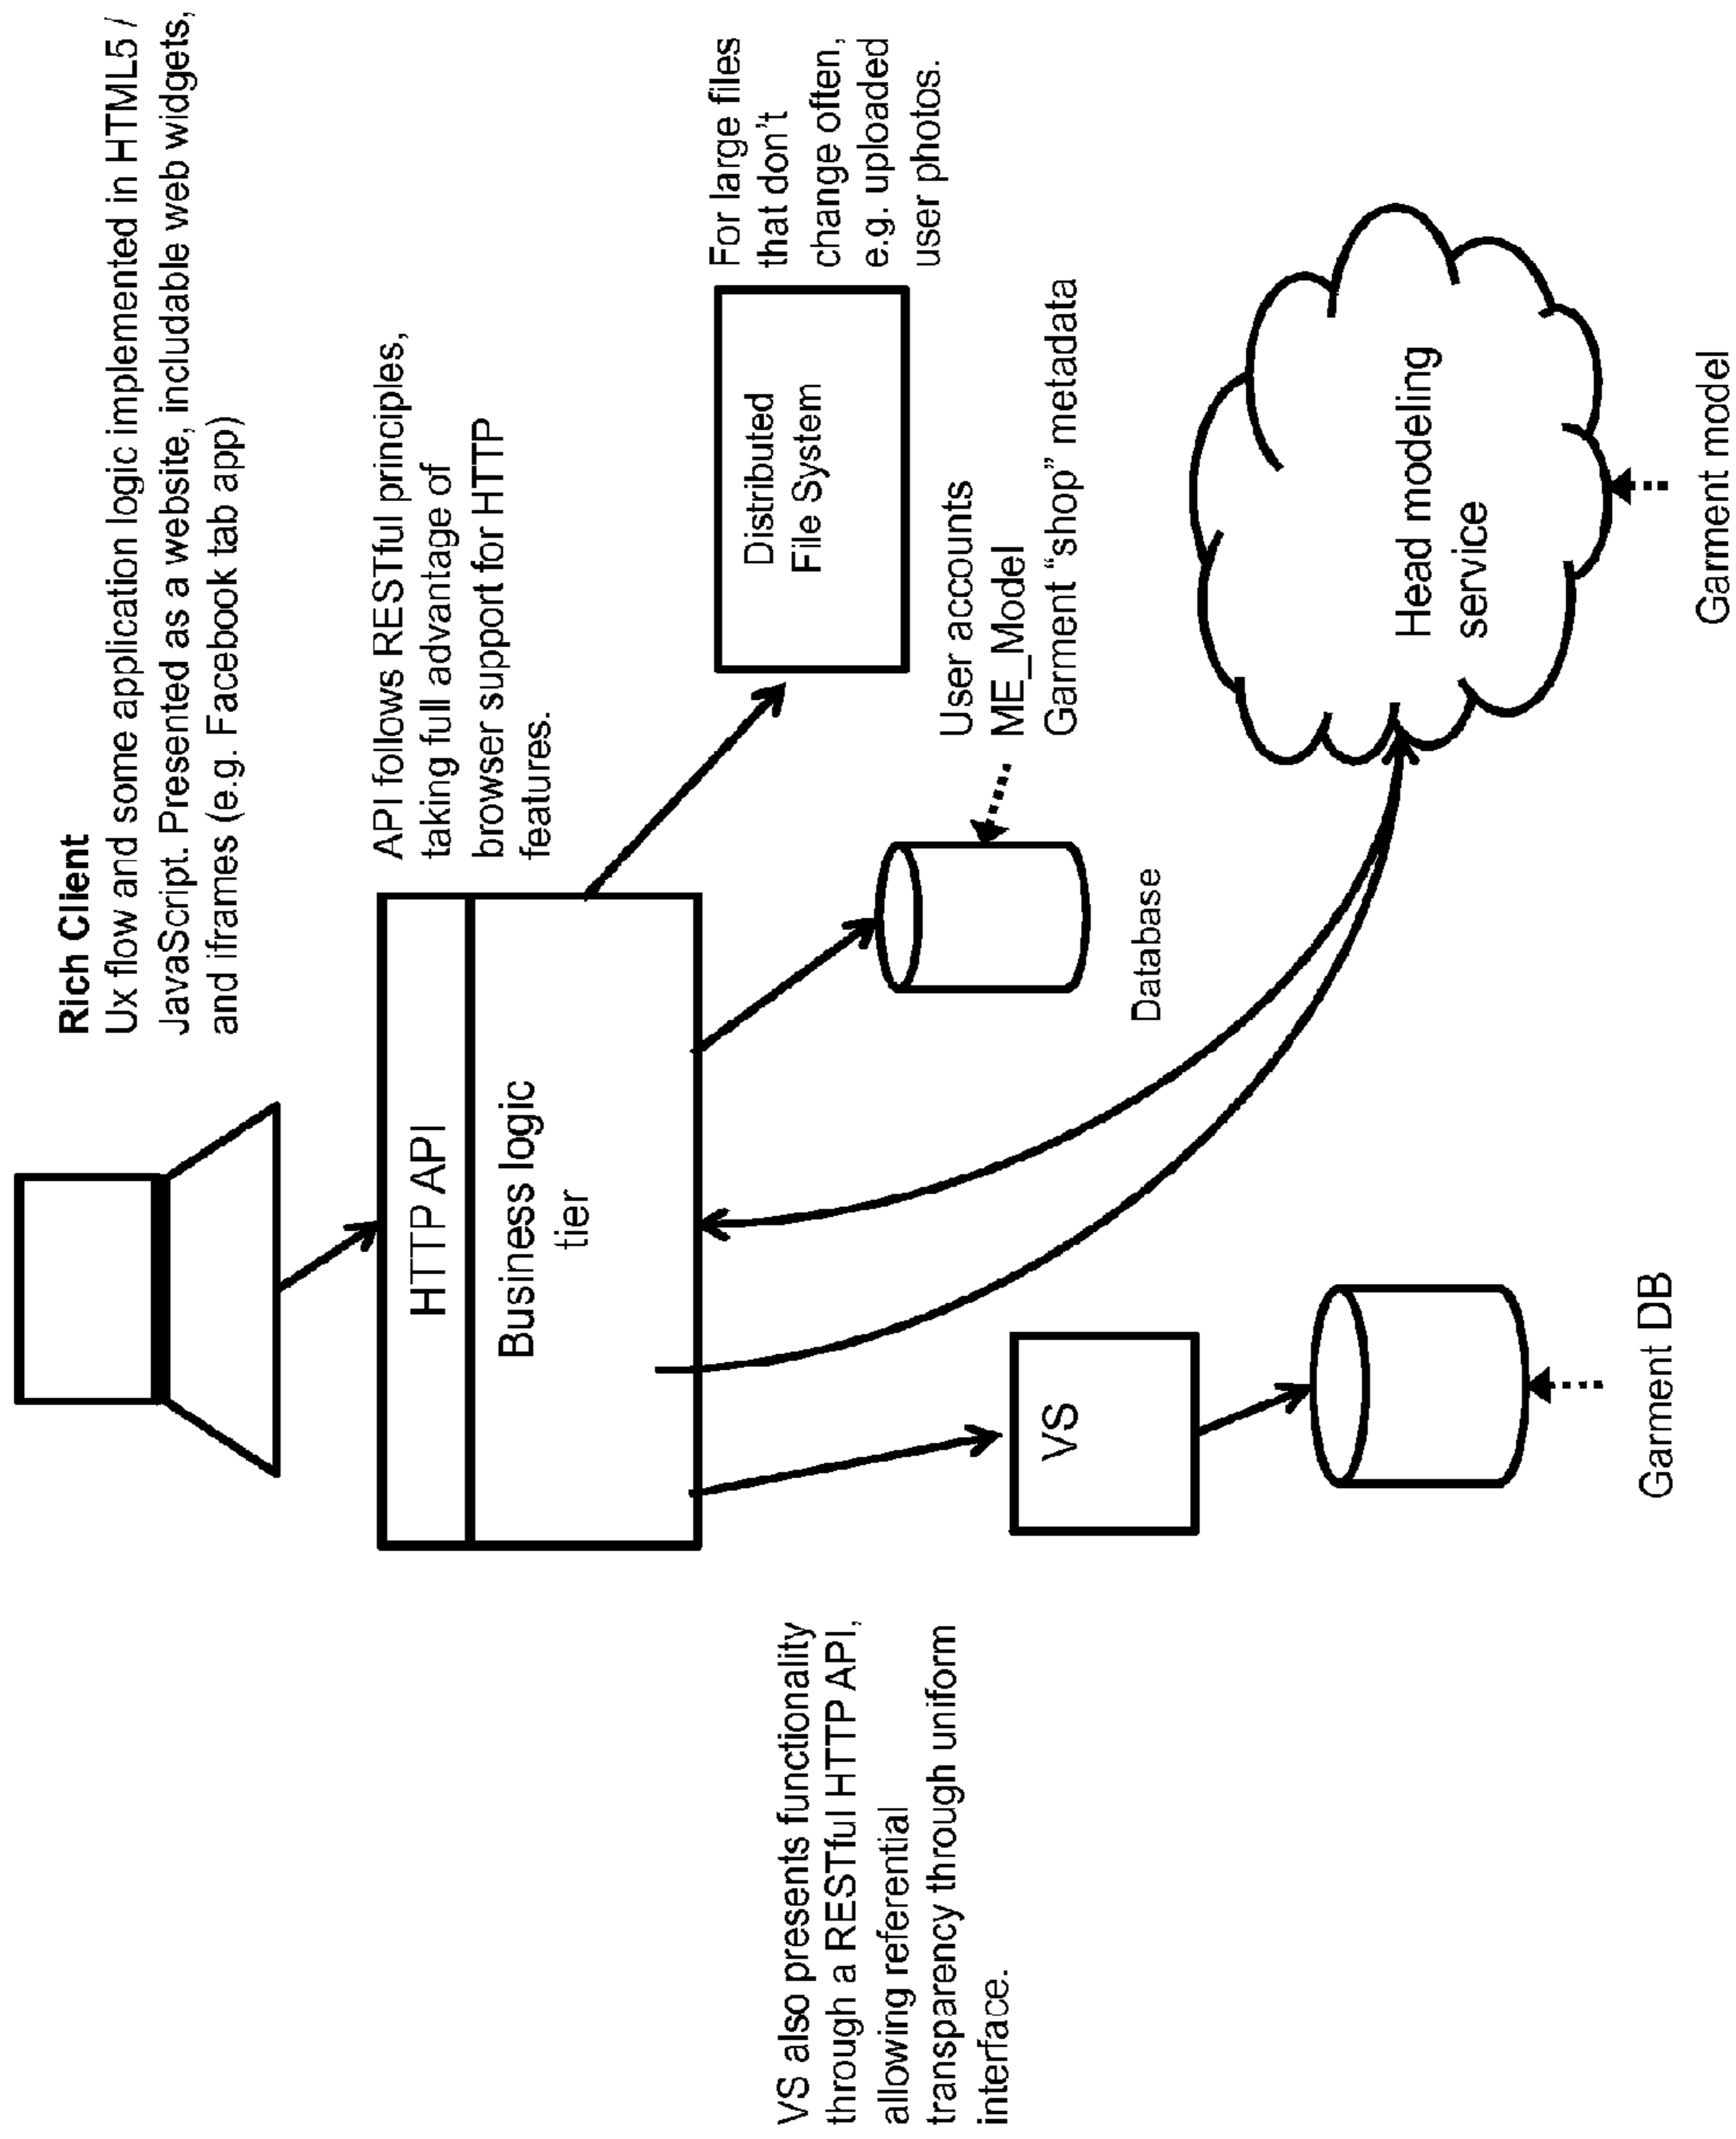 Rich Client
Ux flow and some application logic implemented in HTML5 /
JavaScript. Presented as a website, includable web widgets,
and iframes (e.g. Facebook tab app)
HTTP API
Business logic
tier
API follows RESTful principles,
taking full advantage of
browser support for HTTP
features.
Distributed
File System
For large files
that don't
change often,
e.g. uploaded
user photos.
VS also presents functionality
through a RESTful HTTP API,
allowing referential
transparency through uniform
interface.
VS
Database
User accounts
ME_Model
Garment “shop” metadata
Head modeling
service
Garment DB
Garment model